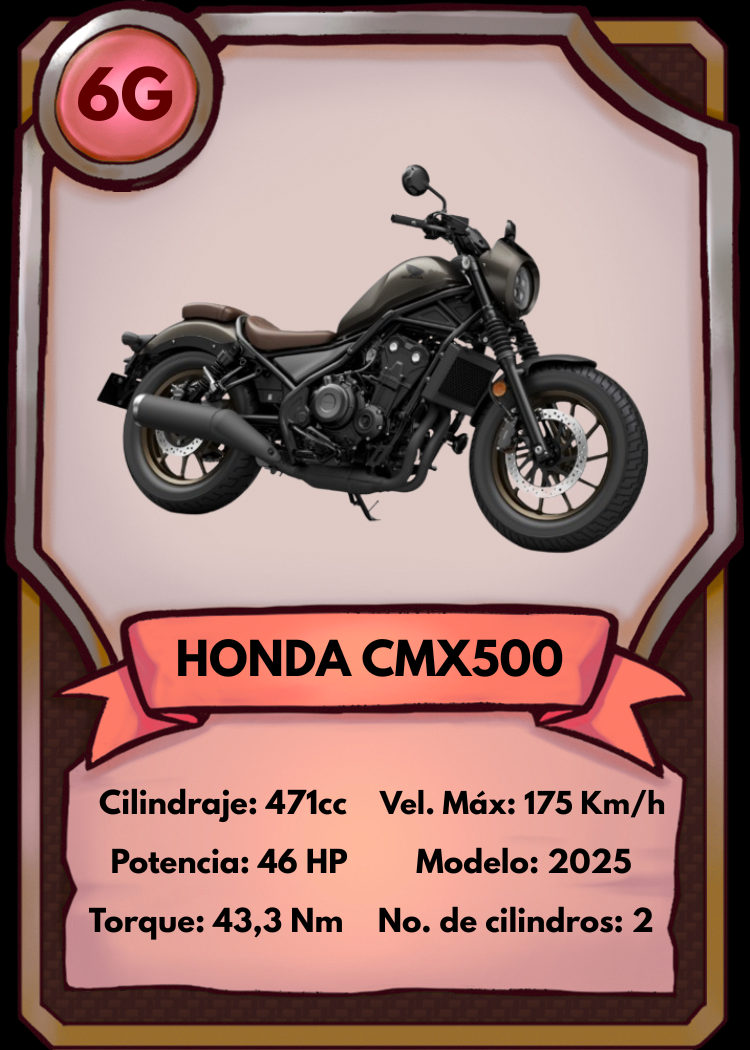 6G
HONDA CMX500
Cilindraje: 471cc
Vel. Máx: 175 Km/h
Potencia: 46 HP
Modelo: 2025
Torque: 43,3 Nm
No. de cilindros: 2